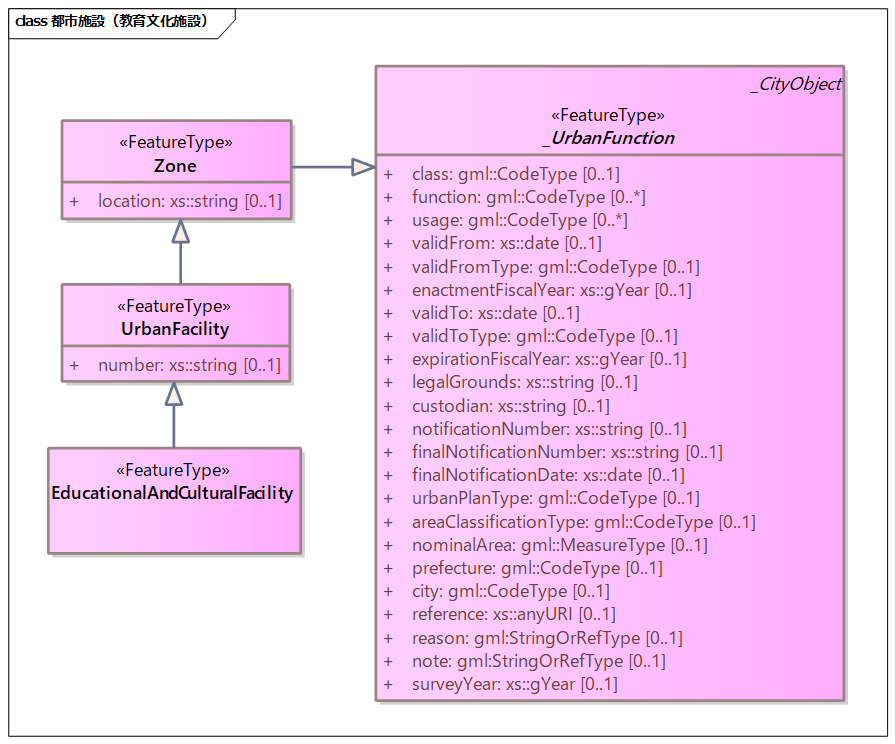 class 都市施設（教育文化施設）
«FeatureType»
Zone
+ location: xs::string [0..1]
«FeatureType»
UrbanFacility
+ number: xs::string [0..1]
«FeatureType»
EducationalAndCulturalFacility
_CityObject
«FeatureType»
_UrbanFunction
+ class: gml::CodeType [0..1]
+ function: gml::CodeType [0..*]
+ usage: gml::CodeType [0..*]
+ validFrom: xs::date [0..1]
+ validFromType: gml::CodeType [0..1]
+ enactmentFiscalYear: xs::gYear [0..1]
+ validTo: xs::date [0..1]
+ validToType: gml::CodeType [0..1]
+ expirationFiscalYear: xs::gYear [0..1]
+ legalGrounds: xs::string [0..1]
+ custodian: xs::string [0..1]
+ notificationNumber: xs::string [0..1]
+ finalNotificationNumber: xs::string [0..1]
+ finalNotificationDate: xs::date [0..1]
+ urbanPlanType: gml::CodeType [0..1]
+ areaClassificationType: gml::CodeType [0..1]
+ nominalArea: gml::MeasureType [0..1]
+ prefecture: gml::CodeType [0..1]
+ city: gml::CodeType [0..1]
+ reference: xs::anyURI [0..1]
+ reason: gml:StringOrRefType [0..1]
+ note: gml:StringOrRefType [0..1]
+ surveyYear: xs::gYear [0..1]